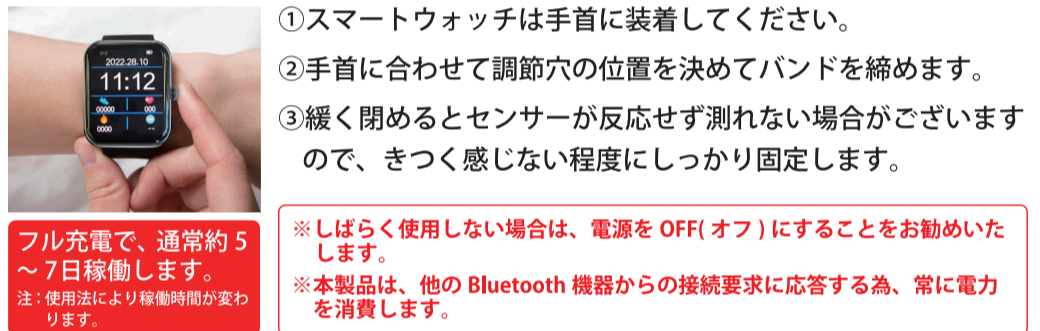 2022.28.10
11:12
00000
000
0000
--
フル充電で、通常約5
～7日稼働します。
注：使用法により稼働時間が変わ
ります。
①スマートウォッチは手首に装着してください。
②手首に合わせて調節穴の位置を決めてバンドを締めます。
③緩く閉めるとセンサーが反応せず測れない場合がございます
ので、きつく感じない程度にしっかり固定します。
※しばらく使用しない場合は、電源を OFF( オフ ) にすることをお勧めいた
します。
※本製品は、他の Bluetooth 機器からの接続要求に応答する為、常に電力
を消費します。